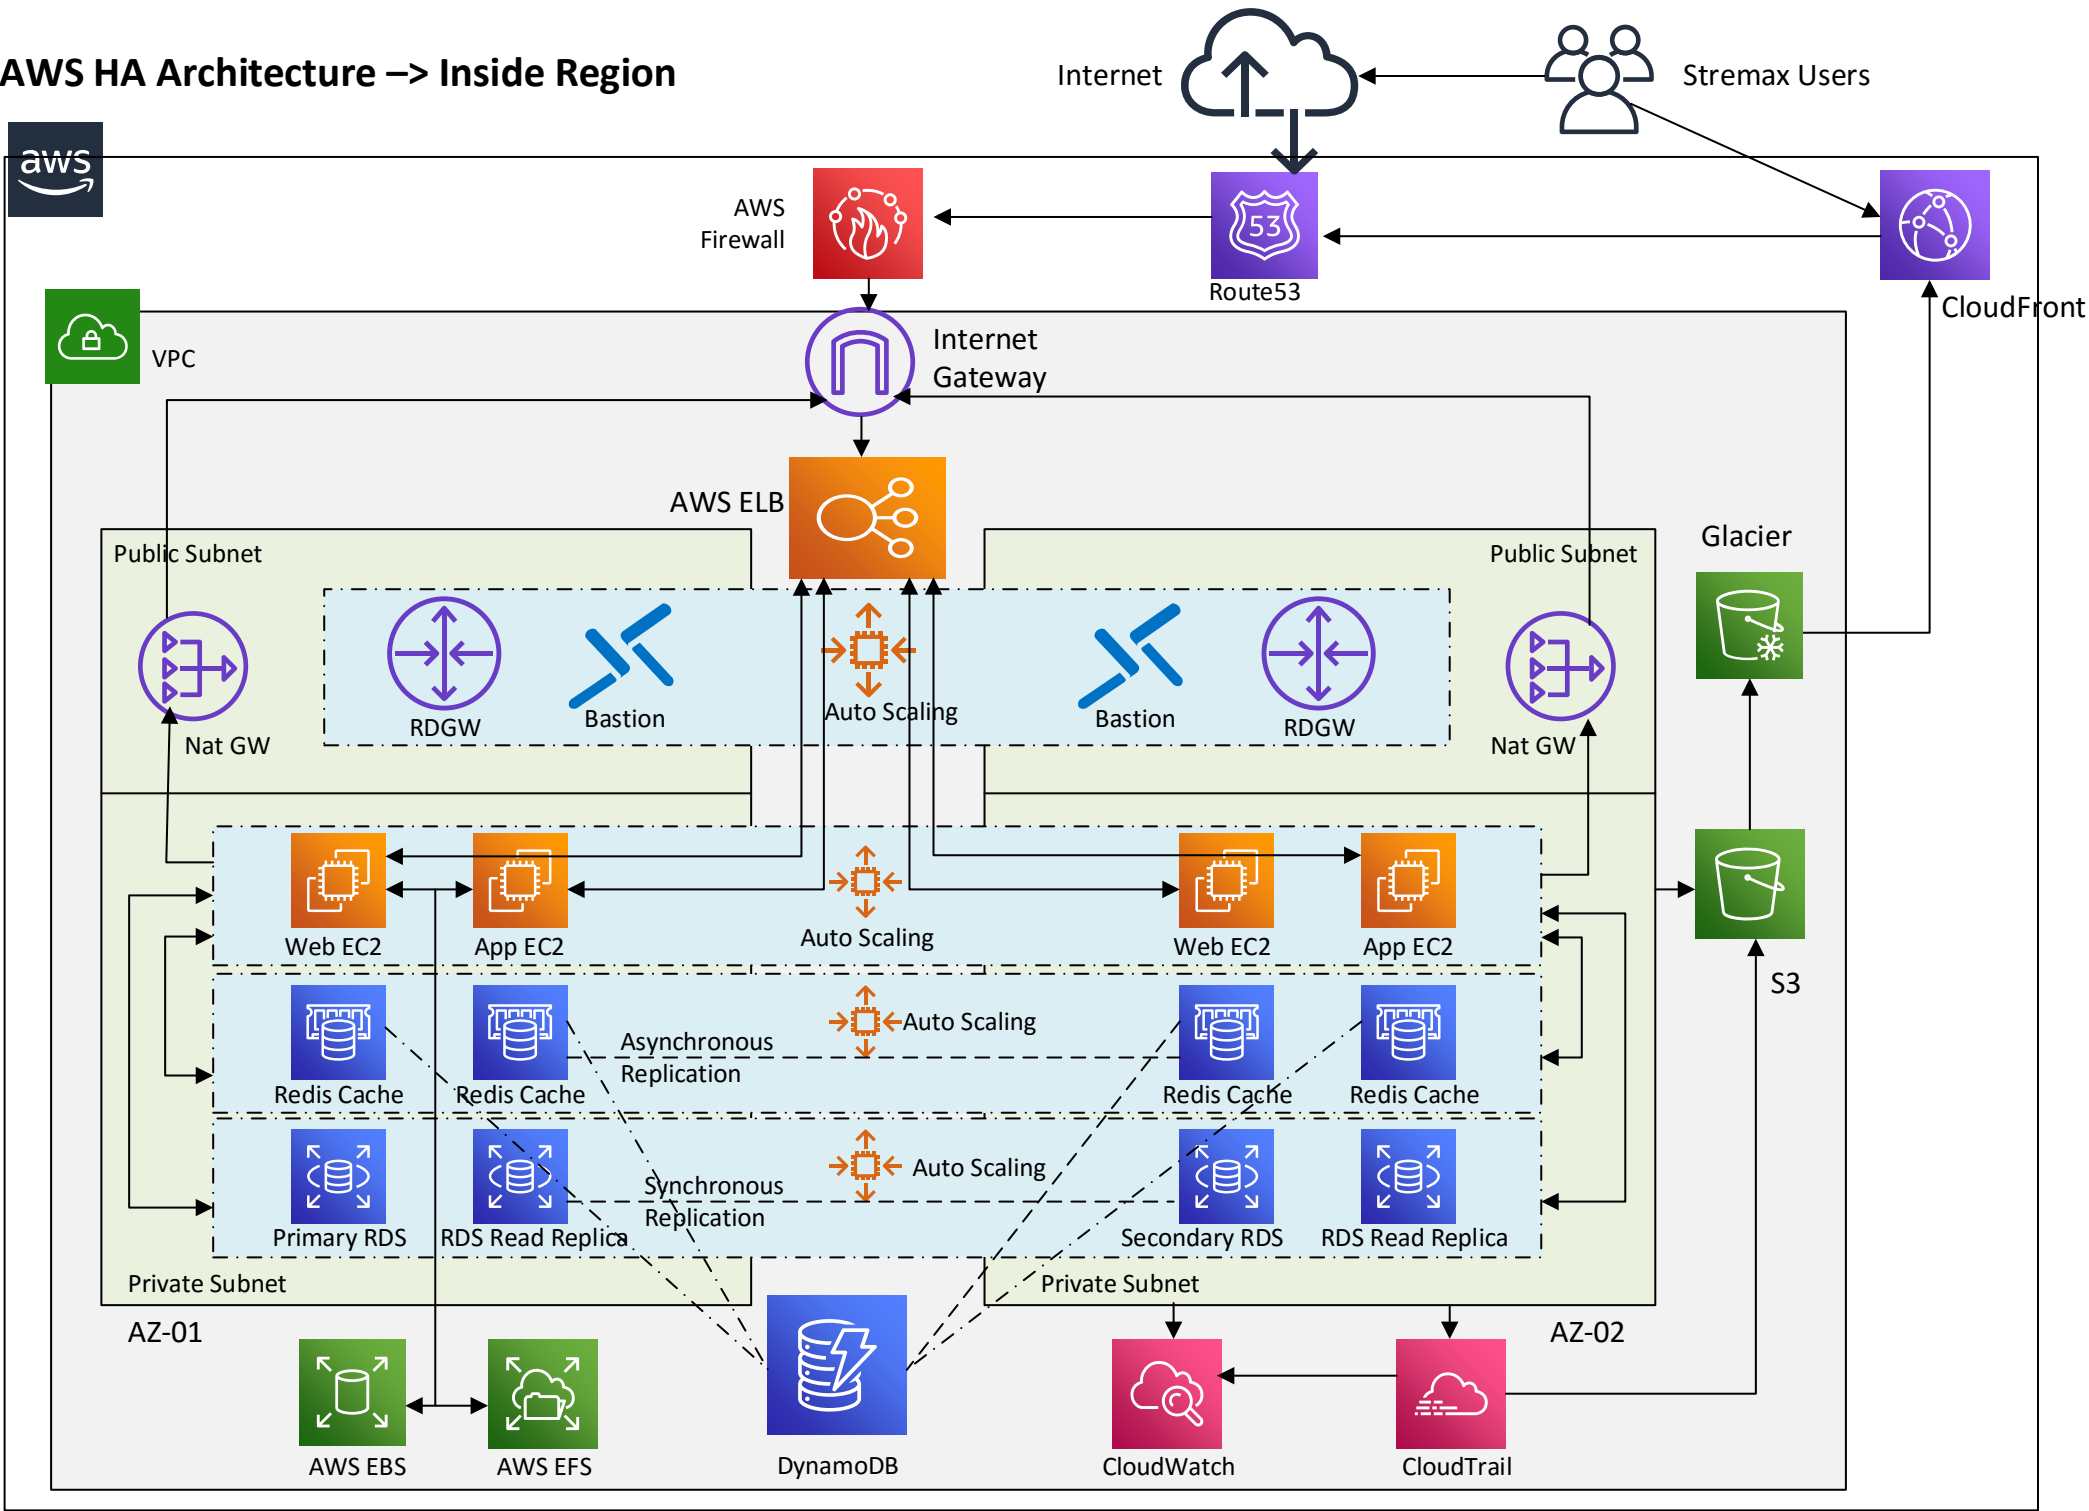 AWS HA Architecture –> Inside Region
Internet
Stremax Users
aws
AWS
Firewall
53
Route53
CloudFront
VPC
Internet
Gateway
AWS ELB
Public Subnet
Public Subnet
Glacier
Nat GW
RDGW
Bastion
Auto Scaling
Bastion
RDGW
Nat GW
Web EC2
App EC2
Auto Scaling
Web EC2
App EC2
S3
Redis Cache
Redis Cache
Asynchronous
Replication
Auto Scaling
Redis Cache
Redis Cache
Primary RDS
RDS Read Replica
Synchronous
Replication
Auto Scaling
Secondary RDS
RDS Read Replica
Private Subnet
Private Subnet
AZ-01
AZ-02
AWS EBS
AWS EFS
DynamoDB
CloudWatch
CloudTrail